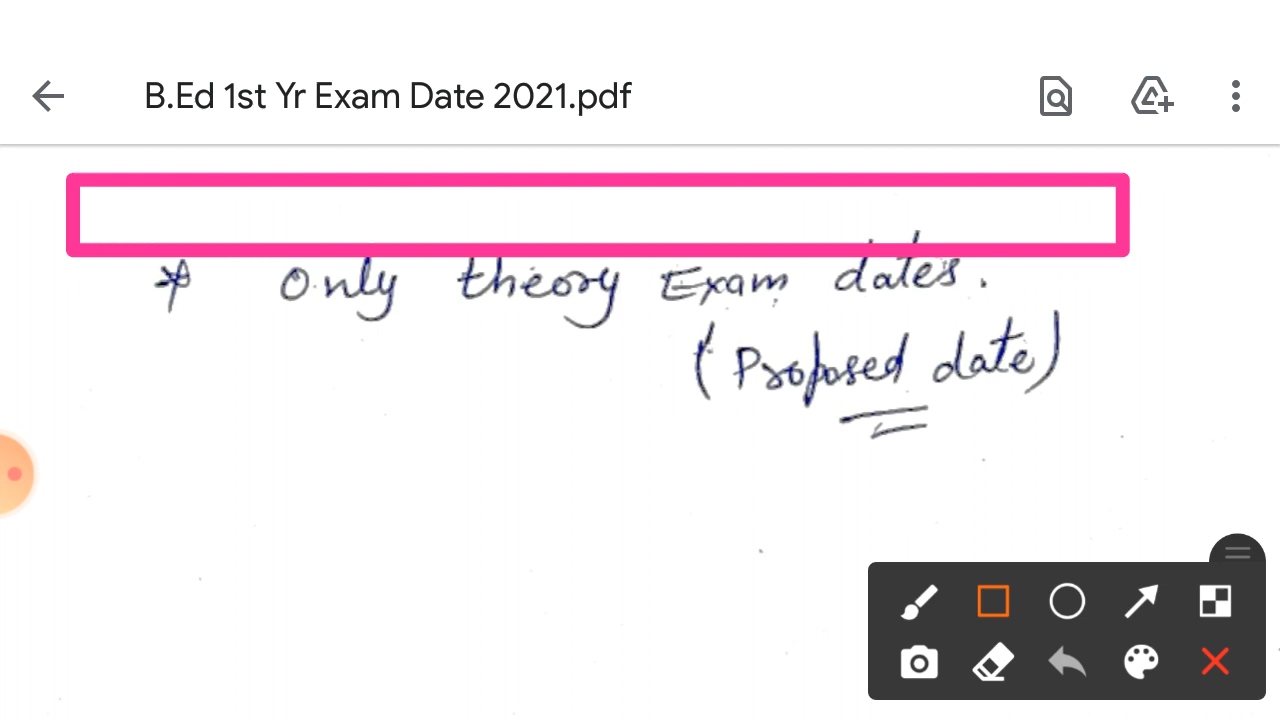 B.Ed 1st Yr Exam Date 2021.pdf
* Only theory Exam dates.
(Proposed date)